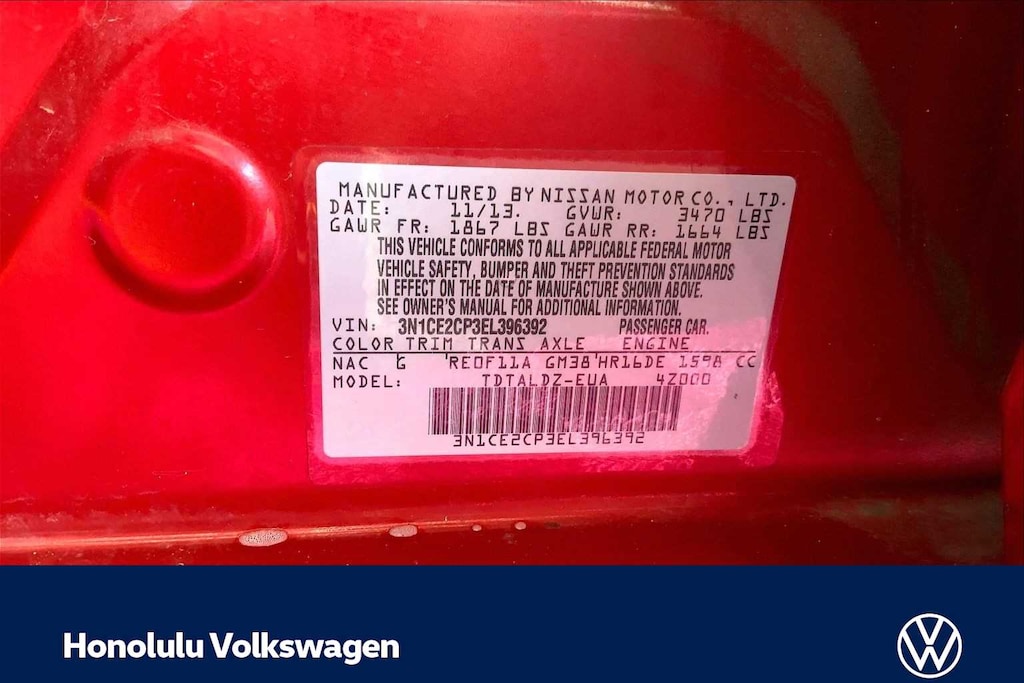 MANUFACTURED BY NISSAN MOTOR CO., LTD.
DATE: 11/13. GVWR: 3470 LBS
GAWR FR: 1867 LBS GAWR RR: 1664 LBS
THIS VEHICLE CONFORMS TO ALL APPLICABLE FEDERAL MOTOR
VEHICLE SAFETY, BUMPER AND THEFT PREVENTION STANDARDS
IN EFFECT ON THE DATE OF MANUFACTURE SHOWN ABOVE.
SEE OWNER'S MANUAL FOR ADDITIONAL INFORMATION.
VIN: 3N1CE2CP3EL396392 PASSENGER CAR.
COLOR TRIM TRANS AXLE ENGINE
NAC G RE0F11A GM38 HR16DE 1598 CC
MODEL: TDTALDZ-EUA 4Z000
3N1CE2CP3EL396392
Honolulu Volkswagen